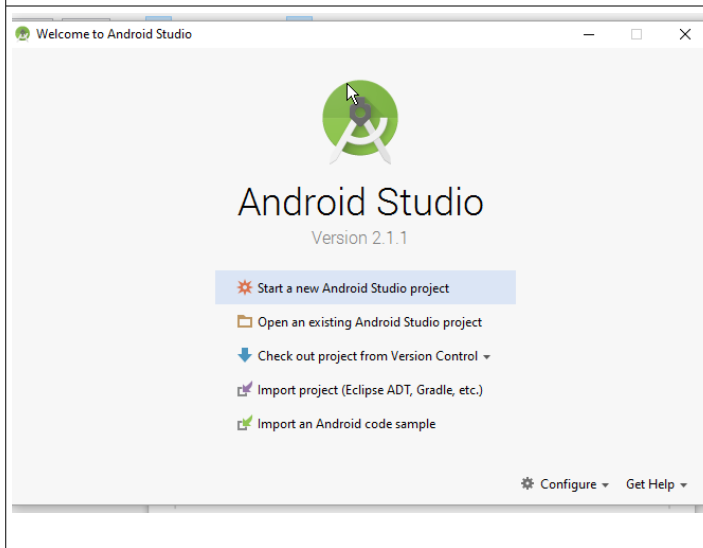 Welcome to Android Studio
Android Studio
Version 2.1.1
Start a new Android Studio project
Open an existing Android Studio project
Check out project from Version Control
Import project (Eclipse ADT, Gradle, etc.)
Import an Android code sample
Configure Get Help